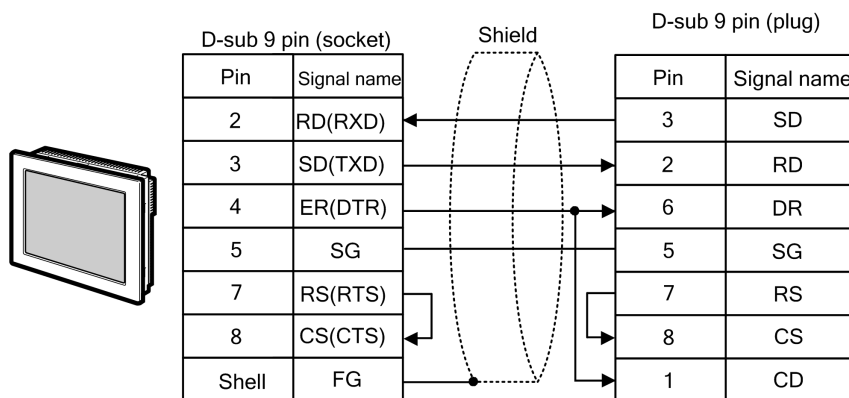 D-sub 9 pin (socket)
Shield
D-sub 9 pin (plug)
Pin Signal name Pin Signal name
2 RD(RXD) 3 SD
3 SD(TXD) 2 RD
4 ER(DTR) 6 DR
5 SG 5 SG
7 RS(RTS) 7 RS
8 CS(CTS) 8 CS
Shell FG 1 CD